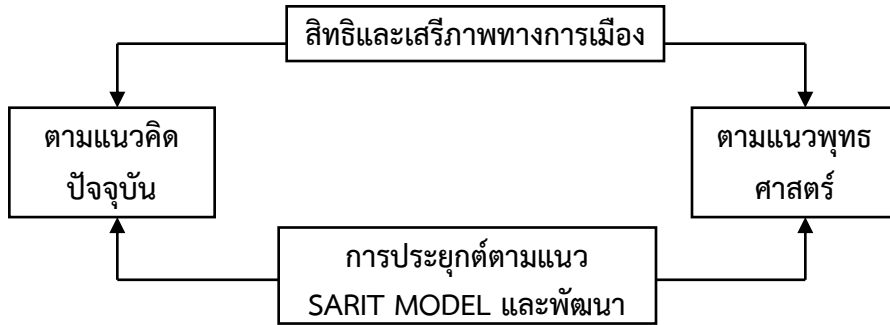 สิทธิและเสรีภาพทางการเมือง
ตามแนวคิด
ปัจจุบัน
ตามแนวพุทธ
ศาสตร์
การประยุกต์ตามแนว
SARIT MODEL และพัฒนา